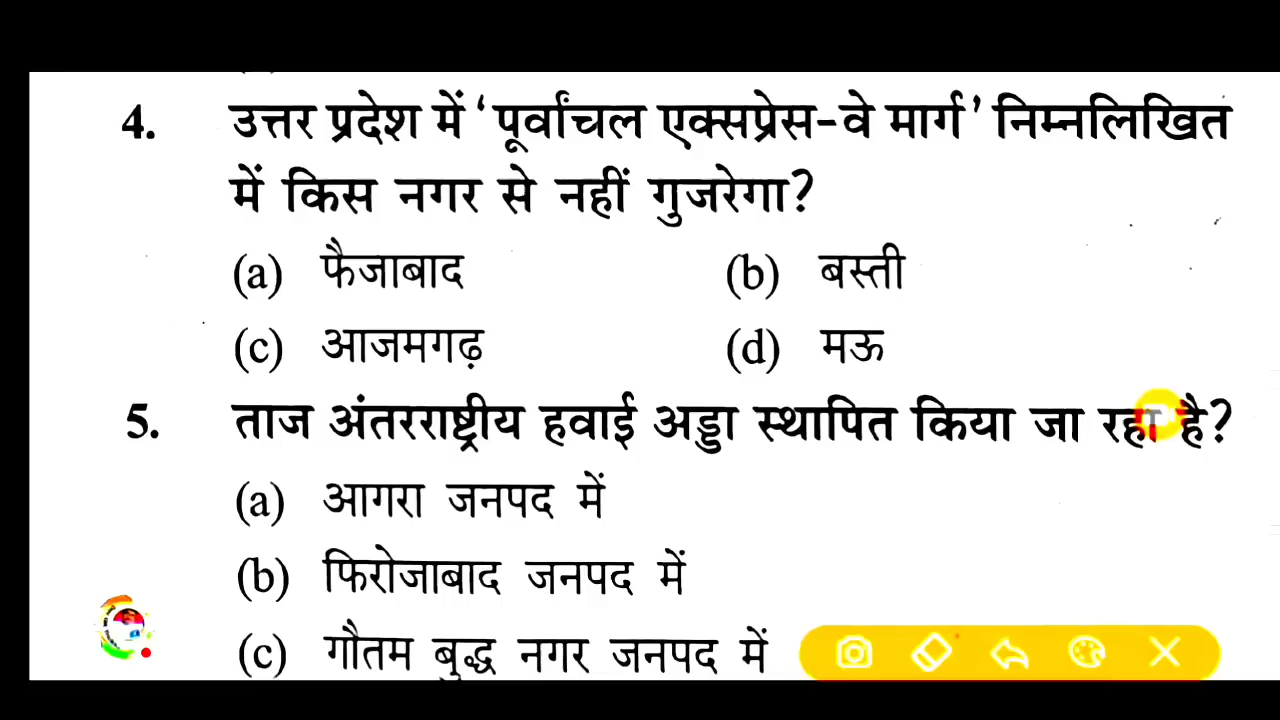 4. उत्तर प्रदेश में ‘पूर्वांचल एक्सप्रेस-वे मार्ग’ निम्नलिखित
में किस नगर से नहीं गुजरेगा?
(a) फैजाबाद (b) बस्ती
(c) आजमगढ़ (d) मऊ
5. ताज अंतरराष्ट्रीय हवाई अड्डा स्थापित किया जा रहा है?
(a) आगरा जनपद में
(b) फिरोजाबाद जनपद में
(c) गौतम बुद्ध नगर जनपद में